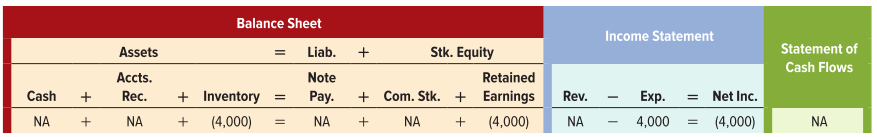 Balance Sheet
Income Statement
Statement of
Cash Flows
Assets = Liab. + Stk. Equity
Accts. Note Retained
Cash + Rec. + Inventory = Pay. + Com. Stk. + Earnings Rev. − Exp. = Net Inc.
NA + NA + (4,000) = NA + NA + (4,000) NA − 4,000 = (4,000) NA